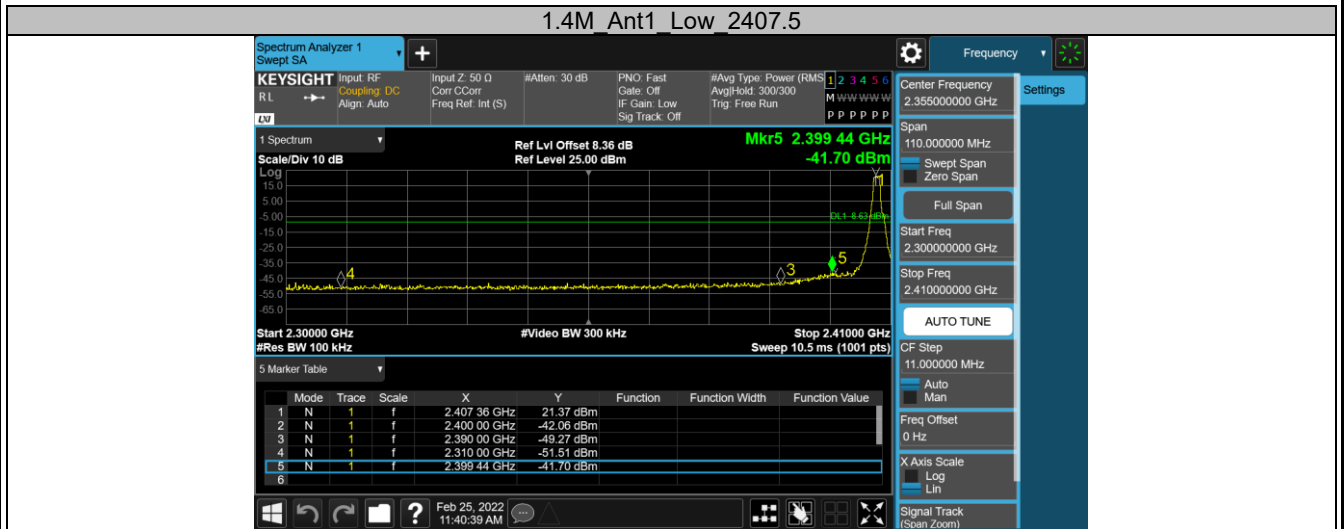 1.4M_Ant1_Low_2407.5
Spectrum Analyzer 1
Swept SA
+
Frequency
KEYSIGHT
RL
LXI
Input: RF
Coupling: DC
Align: Auto
Input Z: 50 Ω
Corr CCorr
Freq Ref: Int (S)
#Atten: 30 dB
PNO: Fast
Gate: Off
IF Gain: Low
Sig Track: Off
#Avg Type: Power (RMS
Avg|Hold: 300/300
Trig: Free Run
1 2 3 4 5 6
M W W W W W
P P P P P P
Settings
1 Spectrum
Scale/Div 10 dB
Ref Lvl Offset 8.36 dB
Ref Level 25.00 dBm
Mkr5 2.399 44 GHz
-41.70 dBm
Log
15.0
5.00
-5.00
-15.0
-25.0
-35.0
-45.0
-55.0
-65.0
DL1 -8.63 dBm
4
3
5
Start 2.30000 GHz
#Video BW 300 kHz
Stop 2.41000 GHz
#Res BW 100 kHz
Sweep 10.5 ms (1001 pts)
5 Marker Table
Mode Trace Scale X Y Function Function Width Function Value
1 N 1 f 2.407 36 GHz 21.37 dBm
2 N 1 f 2.400 00 GHz -42.06 dBm
3 N 1 f 2.390 00 GHz -49.27 dBm
4 N 1 f 2.310 00 GHz -51.51 dBm
5 N 1 f 2.399 44 GHz -41.70 dBm
6
Center Frequency
2.355000000 GHz
Span
110.000000 MHz
Swept Span
Zero Span
Full Span
Start Freq
2.300000000 GHz
Stop Freq
2.410000000 GHz
AUTO TUNE
CF Step
11.000000 MHz
Auto
Man
Freq Offset
0 Hz
X Axis Scale
Log
Lin
Signal Track
(Span Zoom)
?
Feb 25, 2022
11:40:39 AM